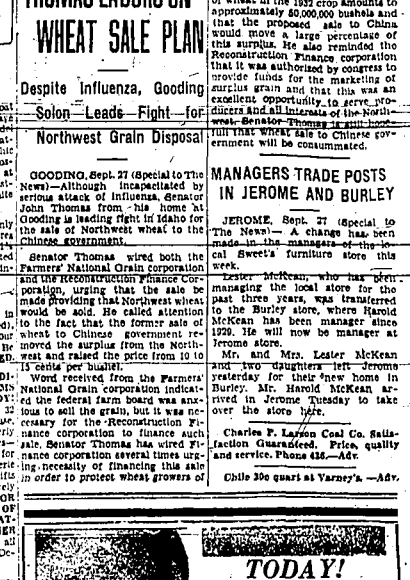 THOMAS LABORS ON
WHEAT SALE PLAN
Despite Influenza, Gooding
Solon Leads Fight for
Northwest Grain Disposal
GOODING, Sept. 27 (Special to The
News)—Although incapacitated by
serious attack of influenza, Senator
John Thomas from his home at
Gooding is leading fight in Idaho for
the sale of Northwest wheat to the
Chinese government.
Senator Thomas wired both the
Farmers' National Grain corporation
and the Reconstruction Finance Cor-
poration, urging that the sale be
made providing that Northwest wheat
would be sold. He called attention
to the fact that the former sale of
wheat to Chinese government re-
moved the surplus from the North-
west and raised the price from 10 to
15 cents per bushel.
Word received from the Farmers'
National Grain corporation indicat-
ed the federal farm board was anx-
ious to sell the grain, but it was ne-
cessary for the Reconstruction Fi-
nance corporation to finance such
sale. Senator Thomas has wired Fi-
nance corporation several times urg-
ing necessity of financing this sale
in order to protect wheat growers of
of wheat in the 1932 crop amounts to
approximately 50,000,000 bushels and
that the proposed sale to China
would move a large percentage of
this surplus. He also reminded the
Reconstruction Finance corporation
that it was authorized by congress to
provide funds for the marketing of
surplus grain and that this was an
excellent opportunity to serve pro-
ducers and all interests of the North-
west. Senator Thomas is still hope-
full that wheat sale to Chinese gov-
ernment will be consummated.
MANAGERS TRADE POSTS
IN JEROME AND BURLEY
JEROME, Sept. 27 (Special to
The News)— A change has been
made in the managers of the lo-
cal Sweet's furniture store this
week.
Lester McKean, who has been
managing the local store for the
past three years, was transferred
to the Burley store, where Harold
McKean has been manager since
1929. He will now be manager at
Jerome store.
Mr. and Mrs. Lester McKean
and two daughters left Jerome
yesterday for their new home in
Burley. Mr. Harold McKean ar-
rived in Jerome Tuesday to take
over the store here.
Charles P. Larson Coal Co. Satis-
faction Guaranteed. Price, quality
and service. Phone 426.—Adv.
Chile 30c quart at Varney's. —Adv.
TODAY!